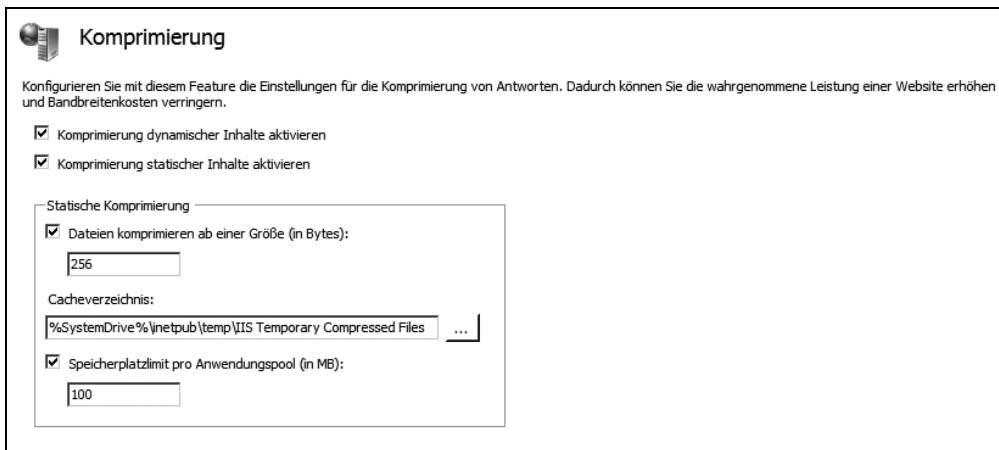 Komprimierung
Konfigurieren Sie mit diesem Feature die Einstellungen für die Komprimierung von Antworten. Dadurch können Sie die wahrgenommene Leistung einer Website erhöhen
und Bandbreitenkosten verringern.
Komprimierung dynamischer Inhalte aktivieren
Komprimierung statischer Inhalte aktivieren
Statische Komprimierung
Dateien komprimieren ab einer Größe (in Bytes):
256
Cacheverzeichnis:
%SystemDrive%\inetpub\temp\IIS Temporary Compressed Files ...
Speicherplatzlimit pro Anwendungspool (in MB):
100